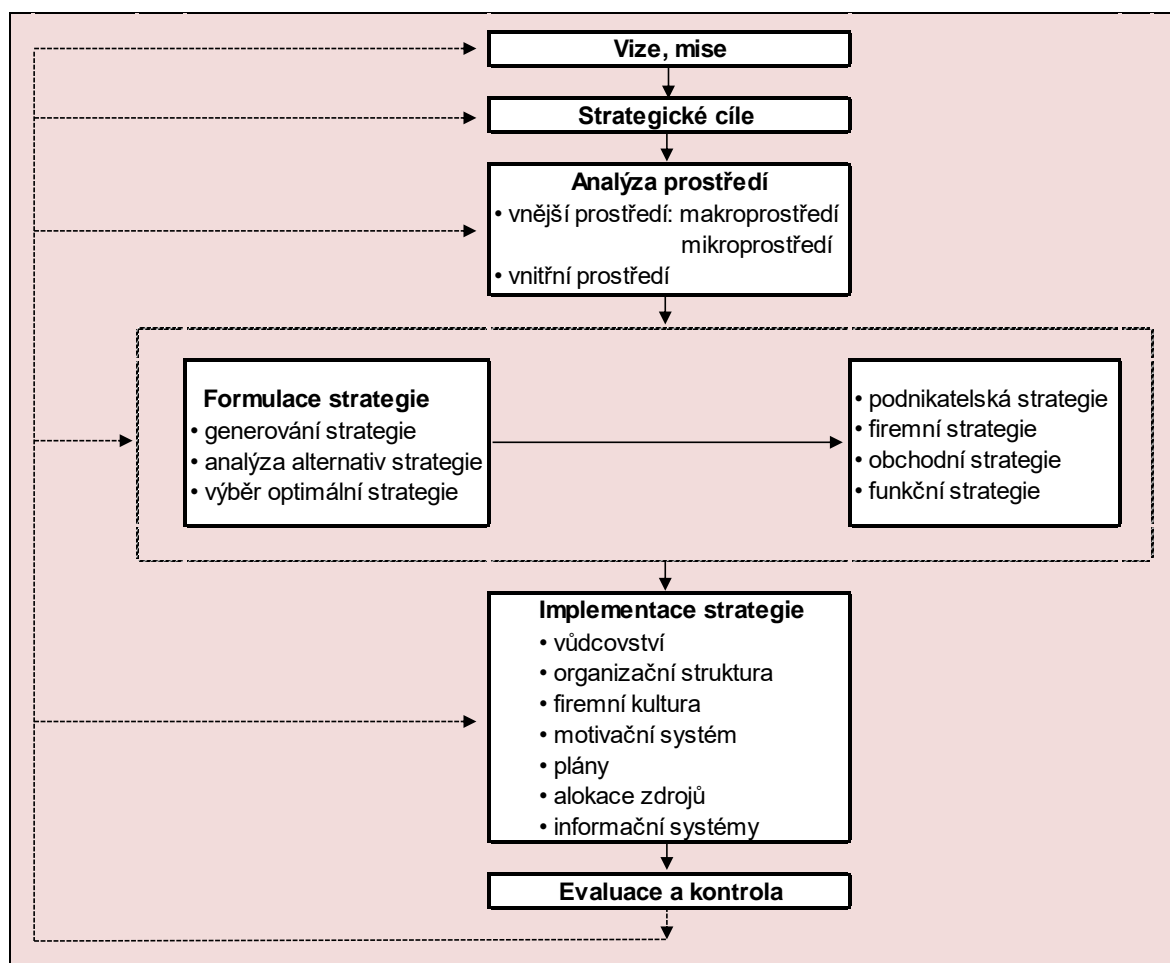 Vize, mise
Strategické cíle
Analýza prostředí
• vnější prostředí: makroprostředí
mikroprostředí
• vnitřní prostředí
Formulace strategie
• generování strategie
• analýza alternativ strategie
• výběr optimální strategie
• podnikatelská strategie
• firemní strategie
• obchodní strategie
• funkční strategie
Implementace strategie
• vůdcovství
• organizační struktura
• firemní kultura
• motivační systém
• plány
• alokace zdrojů
• informační systémy
Evaluace a kontrola